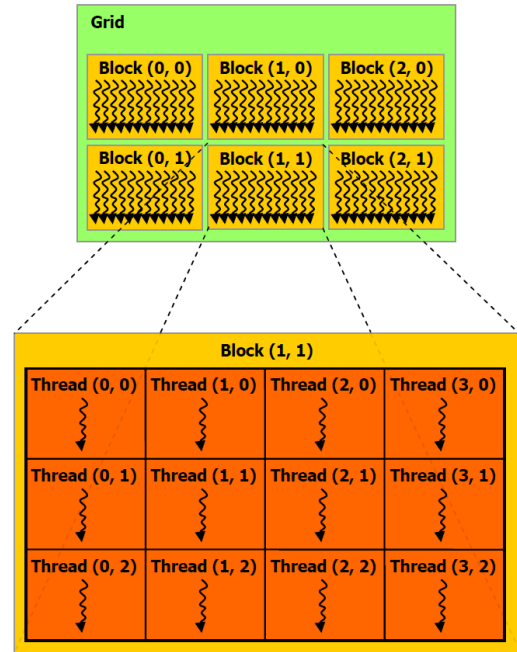 Grid
Block (0, 0) Block (1, 0) Block (2, 0)
Block (0, 1) Block (1, 1) Block (2, 1)
Block (1, 1)
Thread (0, 0) Thread (1, 0) Thread (2, 0) Thread (3, 0)
Thread (0, 1) Thread (1, 1) Thread (2, 1) Thread (3, 1)
Thread (0, 2) Thread (1, 2) Thread (2, 2) Thread (3, 2)